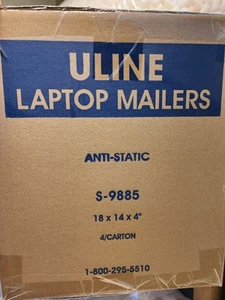 ULINE
LAPTOP MAILERS
ANTI-STATIC
S-9885
18 x 14 x 4"
4/CARTON
1-800-295-5510